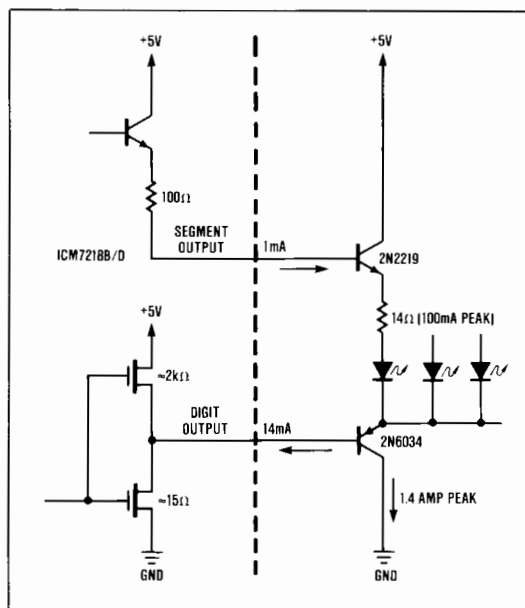 +5V
+5V
100Ω
SEGMENT
OUTPUT
1mA
ICM7218B/D
2N2219
14Ω (100mA PEAK)
+5V
≈2kΩ
DIGIT
OUTPUT
14mA
2N6034
≈15Ω
1.4 AMP PEAK
GND
GND